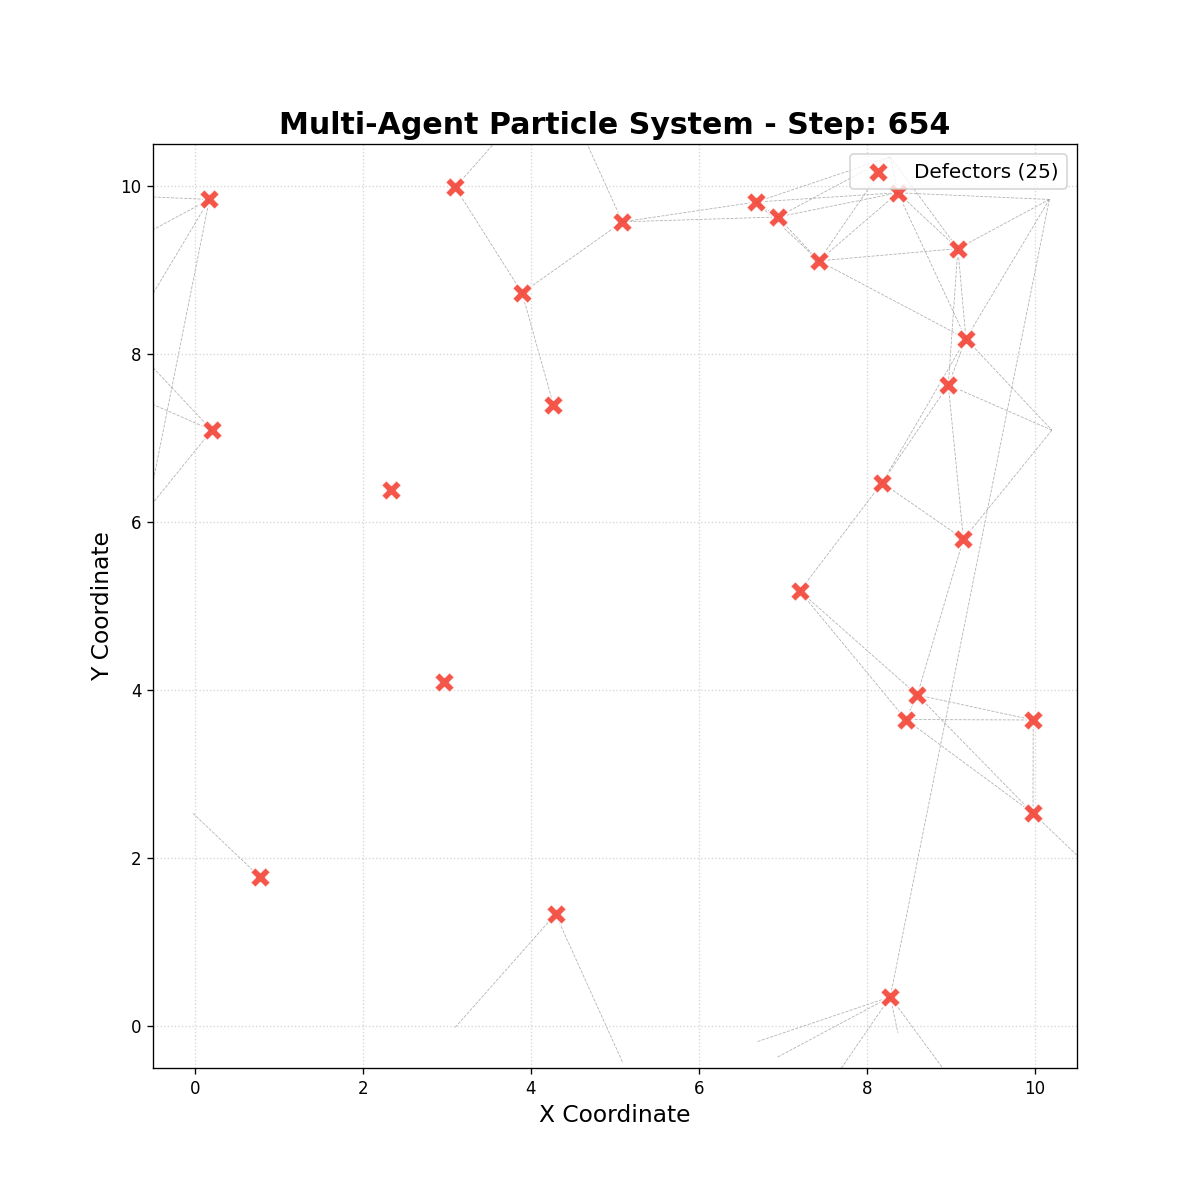 Multi-Agent Particle System - Step: 654
Defectors (25)
10
8
6
4
2
0
Y Coordinate
0 2 4 6 8 10
X Coordinate